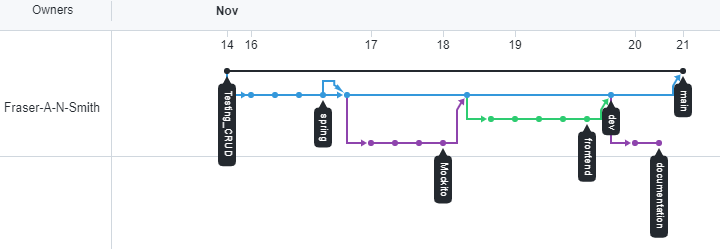 Owners
Nov
14 16 17 18 19 20 21
Fraser-A-N-Smith
Testing_CRUD
spring
Mockito
frontend
dev
documentation
main